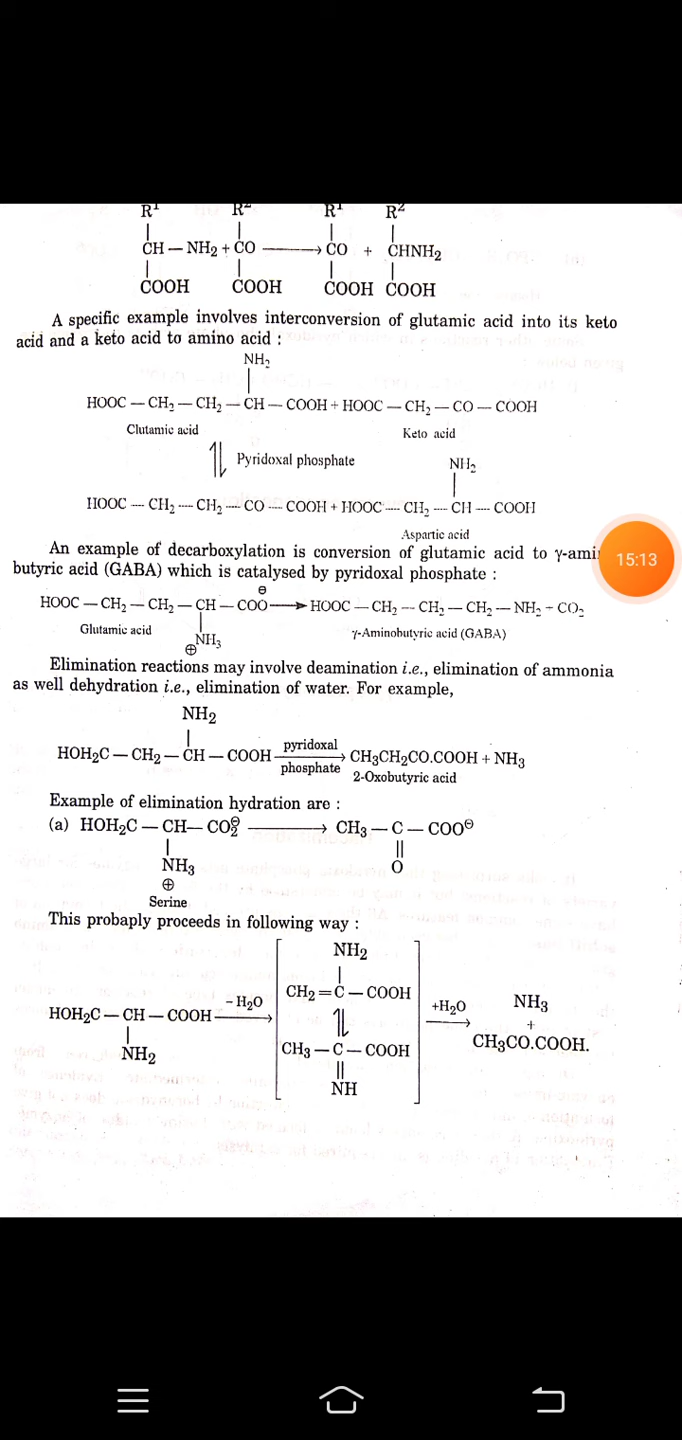 R¹ R² R¹ R²
| | | |
CH — NH₂ + CO ———→ CO + CHNH₂
| | | |
COOH COOH COOH COOH
A specific example involves interconversion of glutamic acid into its keto
acid and a keto acid to amino acid :
NH₂
|
HOOC — CH₂ — CH₂ — CH — COOH + HOOC — CH₂ — CO — COOH
Clutamic acid Keto acid
⇌ Pyridoxal phosphate NH₂
|
HOOC — CH₂ — CH₂ — CO — COOH + HOOC — CH₂ — CH — COOH
Aspartic acid
An example of decarboxylation is conversion of glutamic acid to γ-ami
15:13
butyric acid (GABA) which is catalysed by pyridoxal phosphate :
⊖
HOOC — CH₂ — CH₂ — CH — COO ——→ HOOC — CH₂ — CH₂ — CH₂ — NH₂ + CO₂
|
Glutamic acid γ-Aminobutyric acid (GABA)
⊕NH₃
Elimination reactions may involve deamination i.e., elimination of ammonia
as well dehydration i.e., elimination of water. For example,
NH₂
|
HOH₂C — CH₂ — CH — COOH pyridoxal phosphate → CH₃CH₂CO.COOH + NH₃
2-Oxobutyric acid
Example of elimination hydration are :
(a) HOH₂C — CH— CO₂⊖ ———→ CH₃ — C — COO⊖
| ||
NH₃ O
⊕
Serine
This probaply proceeds in following way :
NH₂
|
CH₂ = C — COOH
HOH₂C — CH — COOH – H₂O → ⇌ +H₂O → NH₃
| +
NH₂ CH₃CO.COOH.
CH₃ — C — COOH
||
NH